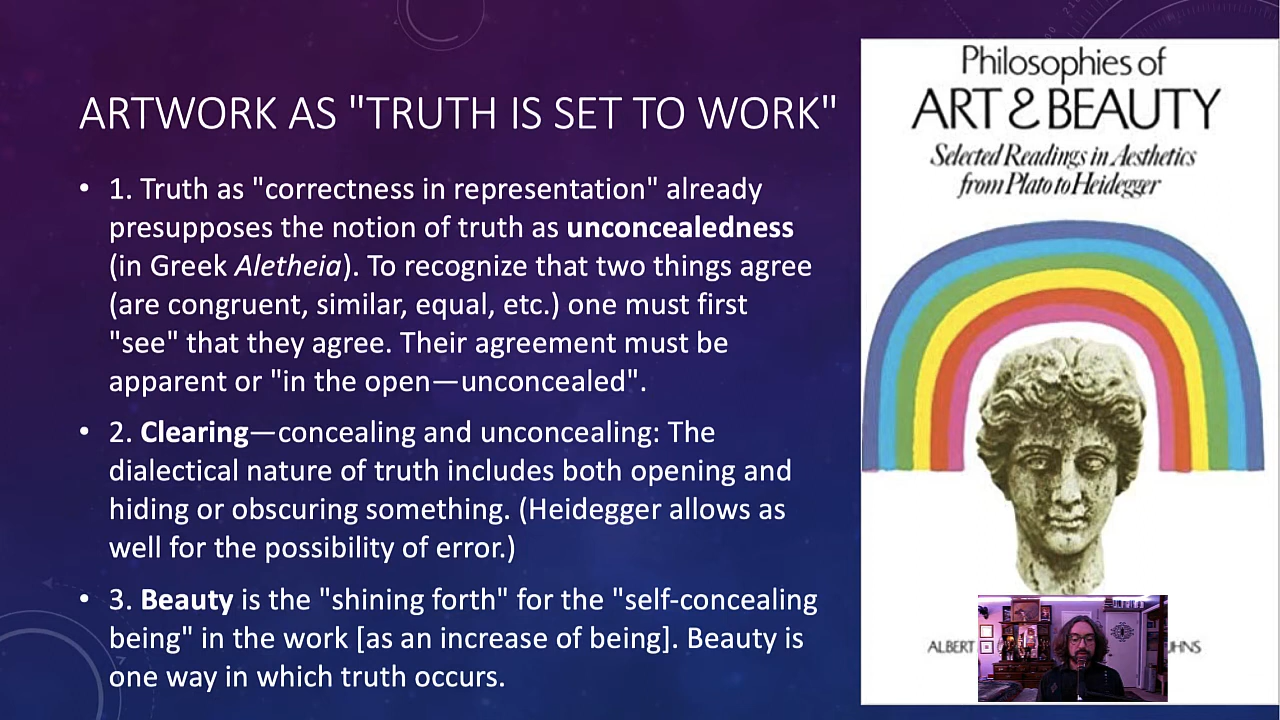 ARTWORK AS "TRUTH IS SET TO WORK"
• 1. Truth as "correctness in representation" already
presupposes the notion of truth as unconcealedness
(in Greek Aletheia). To recognize that two things agree
(are congruent, similar, equal, etc.) one must first
"see" that they agree. Their agreement must be
apparent or "in the open—unconcealed".
• 2. Clearing—concealing and unconcealing: The
dialectical nature of truth includes both opening and
hiding or obscuring something. (Heidegger allows as
well for the possibility of error.)
• 3. Beauty is the "shining forth" for the "self-concealing
being" in the work [as an increase of being]. Beauty is
one way in which truth occurs.
Philosophies of
ART & BEAUTY
Selected Readings in Aesthetics
from Plato to Heidegger
ALBERT